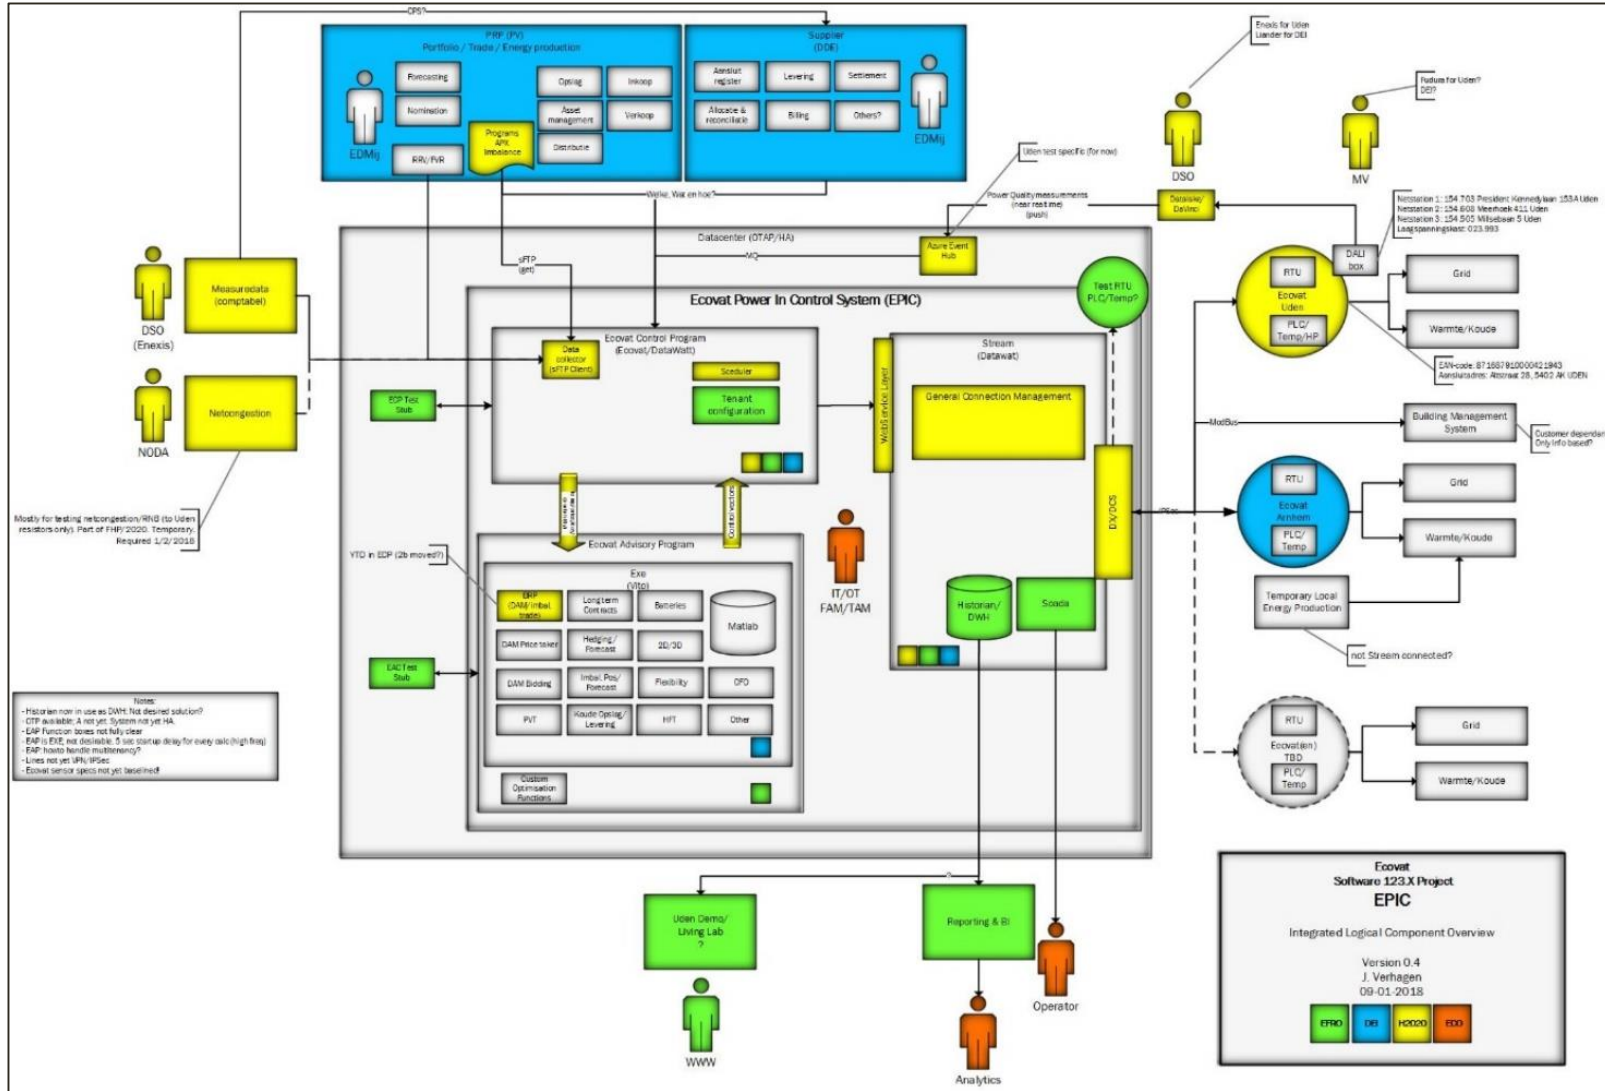 CPS?
PRP (PV)
Portfolio / Trade / Energy production
Forecasting
Nomination
RRV/FVR
EDMij
Programs
APX
Imbalance
Opslag
Inkoop
Asset
management
Verkoop
Distributie
Supplier
(DDE)
Aansluit
register
Levering
Settlement
Allocatie &
reconciliatie
Billing
Others?
EDMij
Enexis for Uden
Liander for DEI
Fudura for Uden?
DEI?
DSO
MV
Uden test specific (for now)
Welke, Wat en hoe?
Power Quality measurements
(near real time)
(push)
Datalake/
DaVinci
Netstation 1: 154.703 President Kennedylaan 153A Uden
Netstation 2: 154.608 Meerhoek 411 Uden
Netstation 3: 154.505 Millsebaan 5 Uden
Laagspanningskast: 023.993
Datacenter (OTAP/HA)
MQ
sFTP
(get)
Azure Event
Hub
DALI
box
RTU
Ecovat
Uden
PLC/
Temp/HP
Grid
Warmte/Koude
EAN-code: 871687910000421943
Aansluitadres: Atstraat 28, 5402 AK UDEN
Measuredata
(comptabel)
DSO
(Enexis)
Netcongestion
NODA
Mostly for testing netcongestion/RNB (to Uden
resistors only). Part of FHP/2020. Temporary.
Required 1/2/2018
Ecovat Power In Control System (EPIC)
Test RTU
PLC/Temp?
Ecovat Control Program
(Ecovat/DataWatt)
Data
collector
(sFTP Client)
Sceduler
Tenant
configuration
ECP Test
Stub
WebService Layer
Stream
(Datawat)
General Connection Management
DX/DCS
ModBus
Building Management
System
Customer dependant
Only info based?
IPSec
RTU
Ecovat
Arnhem
PLC/
Temp
Grid
Warmte/Koude
Temporary Local
Energy Production
not Stream connected?
Control vectors
Ecovat Advisory Program
YTD in ECP (2b moved?)
Exe
(Vito)
(DAM/Imbal.
trade)
Long term
Contracts
Batteries
Matlab
DAM Price taker
Hedging /
Forecast
2D/3D
DAM Bidding
Imbal. Pos/
Forecast
Flexibility
CFD
PVT
Koude Opslag/
Levering
HFT
Other
Custom
Optimisation
Functions
EAC Test
Stub
IT/OT
FAM/TAM
Historian/
DWH
Scada
RTU
Ecovat(en)
TBD
PLC/
Temp
Grid
Warmte/Koude
Notes:
- Historian now in use as DWH: Not desired solution?
- OTP available; A not yet. System not yet HA.
- EAP Function boxes not fully clear
- EAP is EXE; not desirable, 5 sec start up delay for every calc (high freq)
- EAP: howto handle multitenancy?
- Lines not yet VPN/IPSec
- Ecovat sensor specs not yet baselined!
?
Uden Demo/
Living Lab
?
WWW
Reporting & BI
Analytics
Operator
Ecovat
Software 123.X Project
EPIC
Integrated Logical Component Overview
Version 0.4
J. Verhagen
09-01-2018
EFRO
DEI
H2020
ECO